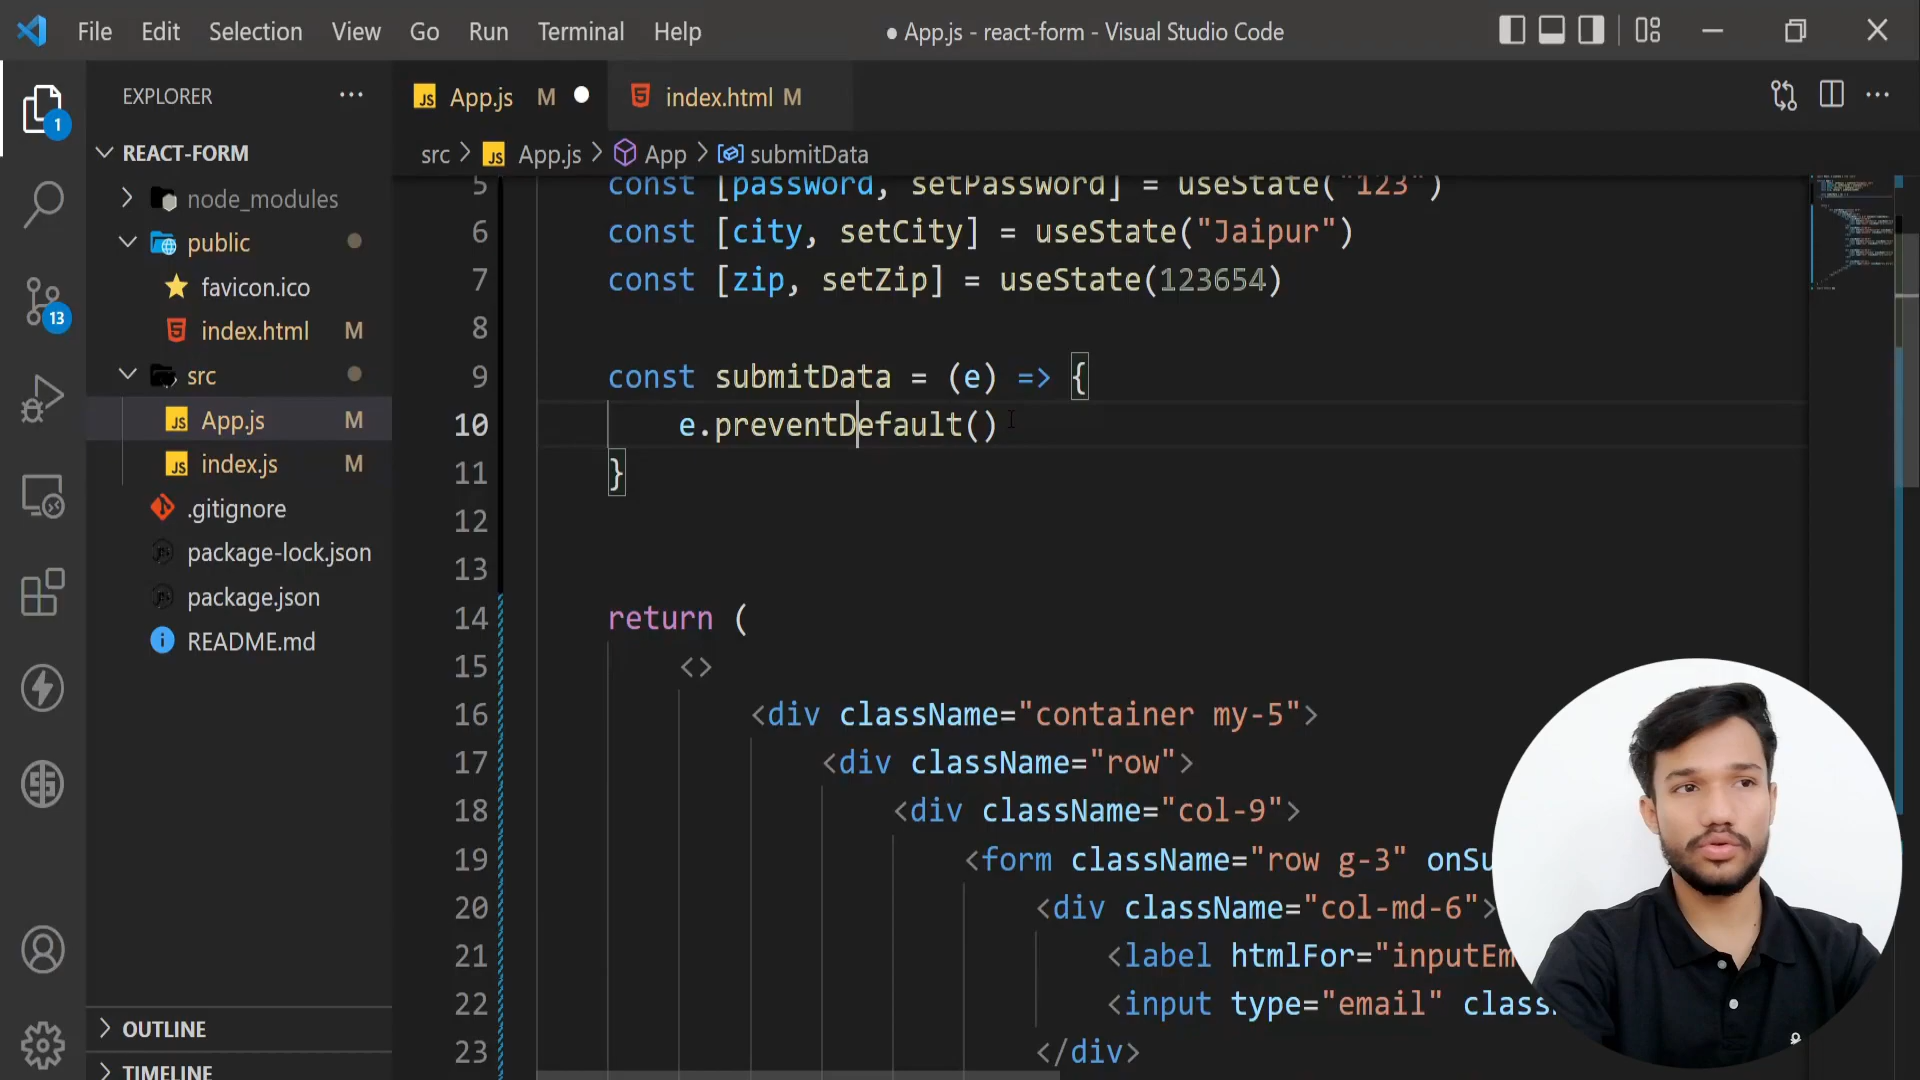 File Edit Selection View Go Run Terminal Help
● App.js - react-form - Visual Studio Code
EXPLORER
REACT-FORM
node_modules
public
favicon.ico
index.html M
src
App.js M
index.js M
.gitignore
package-lock.json
package.json
README.md
OUTLINE
TIMELINE
1
13
App.js M
index.html M
src > App.js > App > submitData
5 const [password, setPassword] = useState("123")
6 const [city, setCity] = useState("Jaipur")
7 const [zip, setZip] = useState(123654)
8
9 const submitData = (e) => {
10 e.preventDefault()
11 }
12
13
14 return (
15 <>
16 <div className="container my-5">
17 <div className="row">
18 <div className="col-9">
19 <form className="row g-3" onSu
20 <div className="col-md-6">
21 <label htmlFor="inputEm
22 <input type="email" class
23 </div>